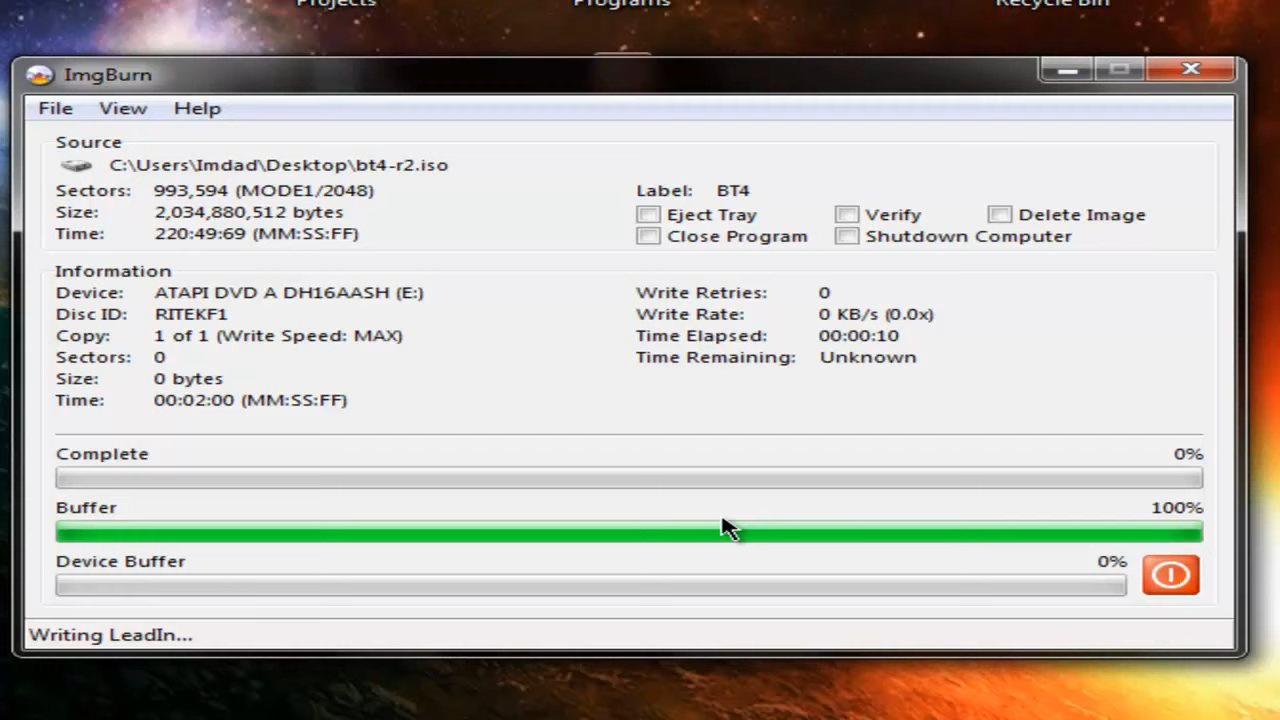 Projects Programs Recycle Bin
ImgBurn
File View Help
Source
C:\Users\Imdad\Desktop\bt4-r2.iso
Sectors: 993,594 (MODE1/2048) Label: BT4
Size: 2,034,880,512 bytes Eject Tray Verify Delete Image
Time: 220:49:69 (MM:SS:FF) Close Program Shutdown Computer
Information
Device: ATAPI DVD A DH16AASH (E:) Write Retries: 0
Disc ID: RITEKF1 Write Rate: 0 KB/s (0.0x)
Copy: 1 of 1 (Write Speed: MAX) Time Elapsed: 00:00:10
Sectors: 0 Time Remaining: Unknown
Size: 0 bytes
Time: 00:02:00 (MM:SS:FF)
Complete 0%
Buffer 100%
Device Buffer 0%
Writing LeadIn...